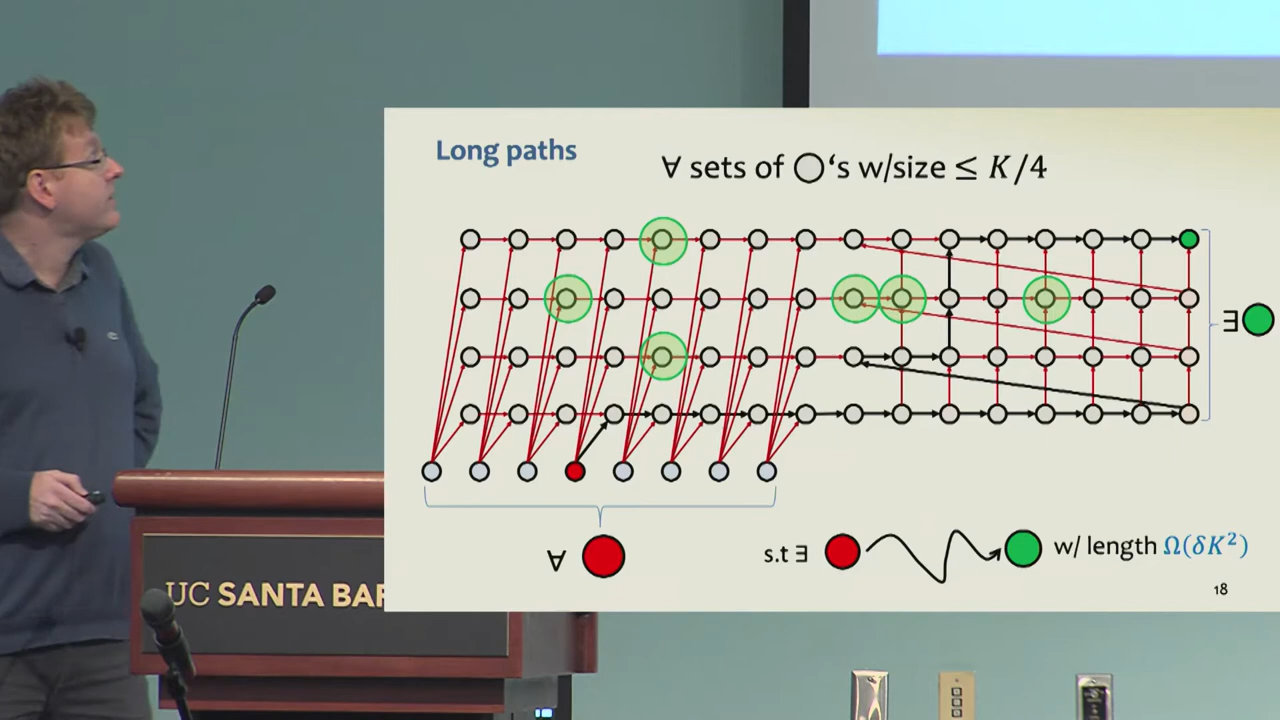 Long paths
∀ sets of ◯'s w/size ≤ K/4
∃
∀
s.t ∃
w/ length Ω(δK²)
18
UC SANTA BAR